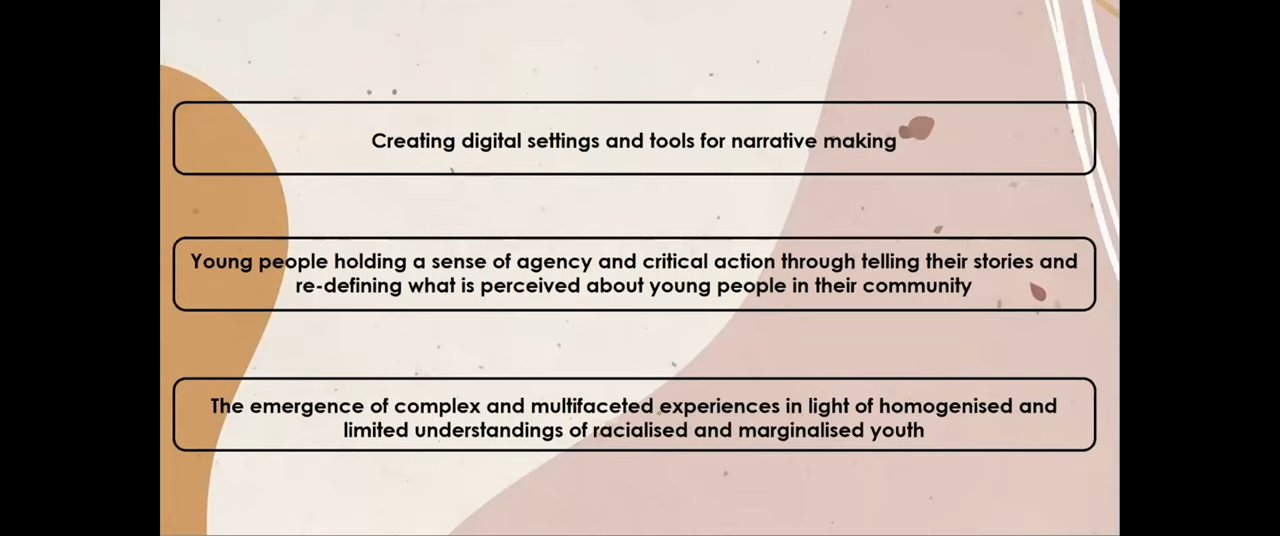 Creating digital settings and tools for narrative making
Young people holding a sense of agency and critical action through telling their stories and
re-defining what is perceived about young people in their community
The emergence of complex and multifaceted experiences in light of homogenised and
limited understandings of racialised and marginalised youth